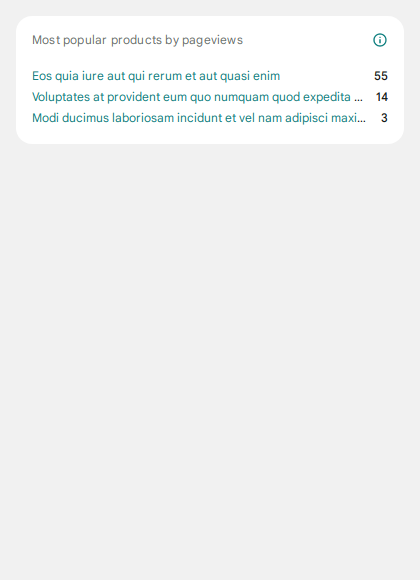 Most popular products by pageviews
Eos quia iure aut qui rerum et aut quasi enim 55
Voluptates at provident eum quo numquam quod expedita ... 14
Modi ducimus laboriosam incidunt et vel nam adipisci maxi... 3